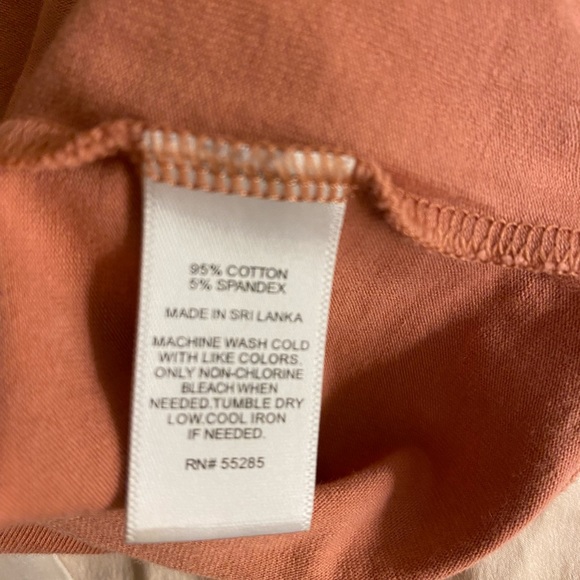 95% COTTON
5% SPANDEX
MADE IN SRI LANKA
MACHINE WASH COLD
WITH LIKE COLORS.
ONLY NON-CHLORINE
BLEACH WHEN
NEEDED.TUMBLE DRY
LOW.COOL IRON
IF NEEDED.
RN# 55285